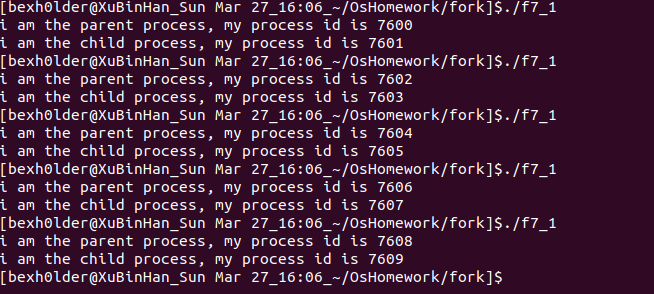 [bexh0lder@XuBinHan_Sun Mar 27_16:06_~/OsHomework/fork]$./f7_1
i am the parent process, my process id is 7600
i am the child process, my process id is 7601
[bexh0lder@XuBinHan_Sun Mar 27_16:06_~/OsHomework/fork]$./f7_1
i am the parent process, my process id is 7602
i am the child process, my process id is 7603
[bexh0lder@XuBinHan_Sun Mar 27_16:06_~/OsHomework/fork]$./f7_1
i am the parent process, my process id is 7604
i am the child process, my process id is 7605
[bexh0lder@XuBinHan_Sun Mar 27_16:06_~/OsHomework/fork]$./f7_1
i am the parent process, my process id is 7606
i am the child process, my process id is 7607
[bexh0lder@XuBinHan_Sun Mar 27_16:06_~/OsHomework/fork]$./f7_1
i am the parent process, my process id is 7608
i am the child process, my process id is 7609
[bexh0lder@XuBinHan_Sun Mar 27_16:06_~/OsHomework/fork]$